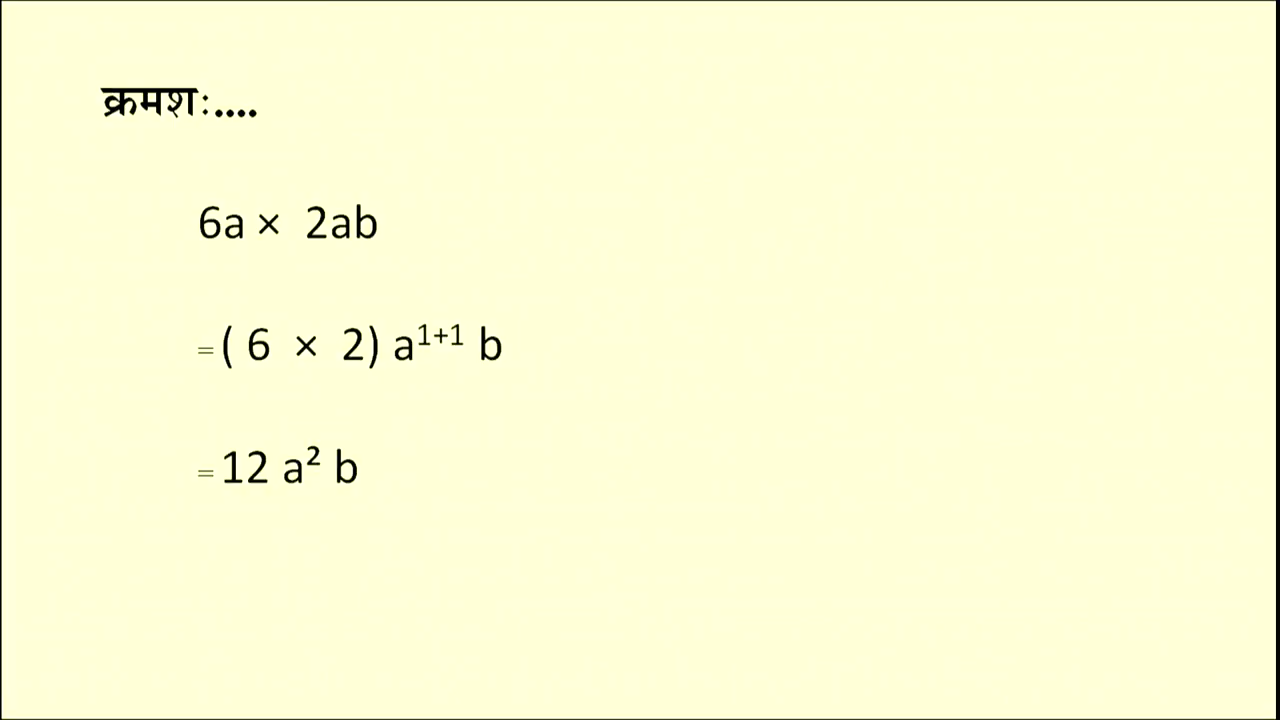 क्रमशः....
6a × 2ab
= ( 6 × 2) a¹⁺¹ b
= 12 a² b